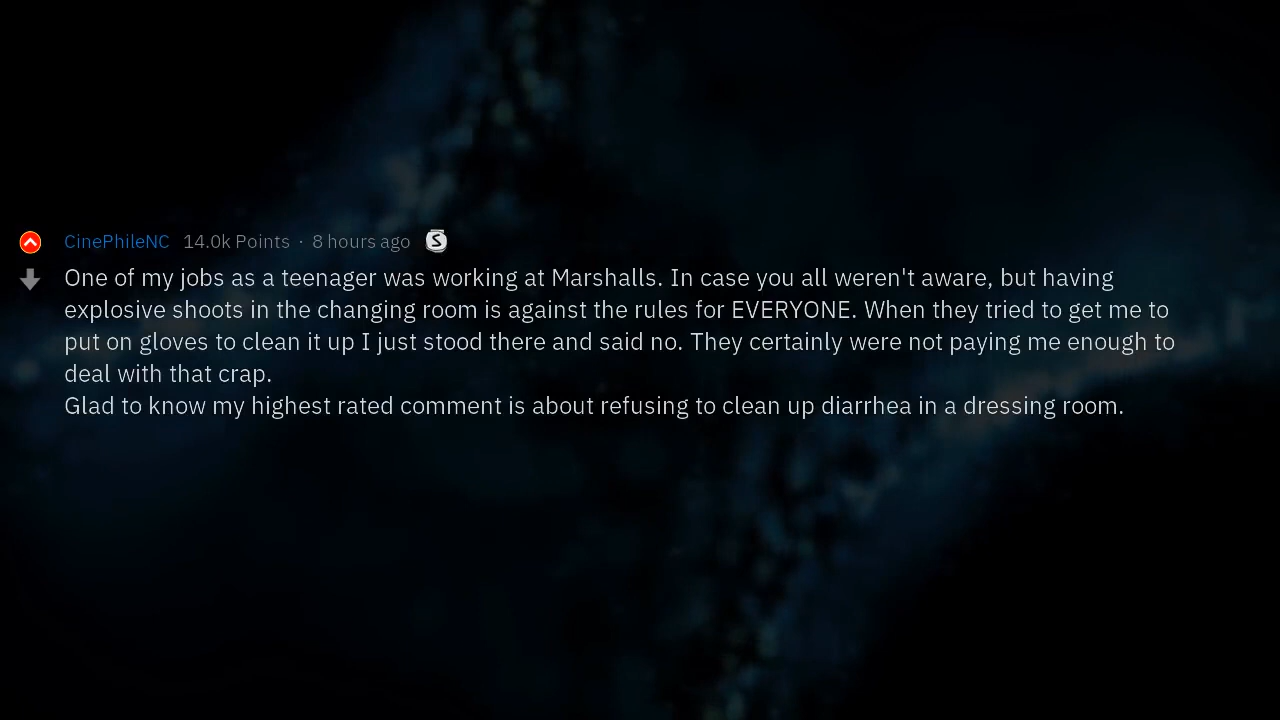 CinePhileNC 14.0k Points · 8 hours ago S
One of my jobs as a teenager was working at Marshalls. In case you all weren't aware, but having
explosive shoots in the changing room is against the rules for EVERYONE. When they tried to get me to
put on gloves to clean it up I just stood there and said no. They certainly were not paying me enough to
deal with that crap.
Glad to know my highest rated comment is about refusing to clean up diarrhea in a dressing room.